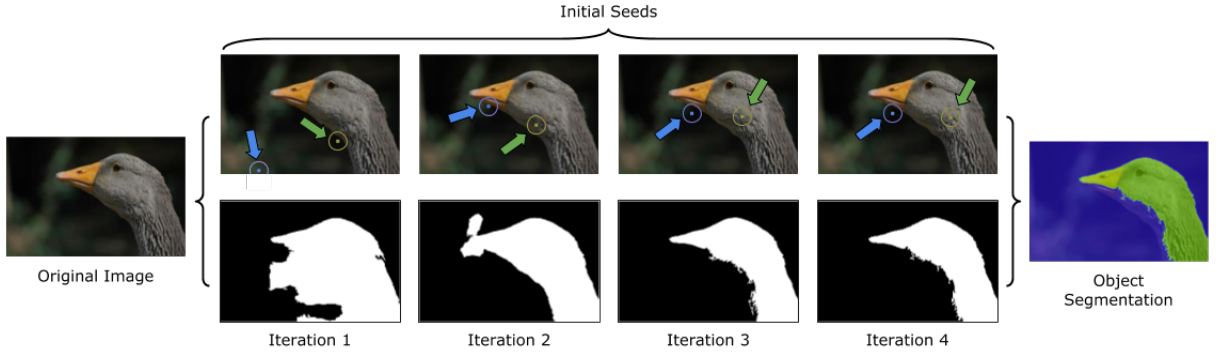 Initial Seeds
Original Image
Iteration 1
Iteration 2
Iteration 3
Iteration 4
Object
Segmentation